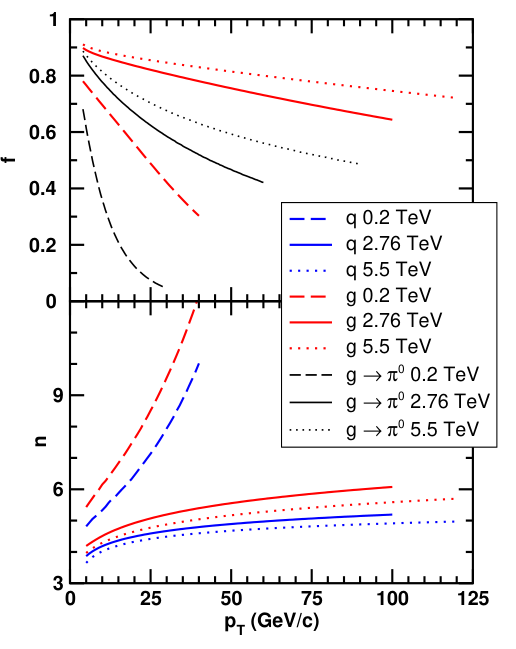 1
0.8
0.6
f
0.4
0.2
0
q 0.2 TeV
q 2.76 TeV
q 5.5 TeV
g 0.2 TeV
g 2.76 TeV
g 5.5 TeV
g → π⁰ 0.2 TeV
g → π⁰ 2.76 TeV
g → π⁰ 5.5 TeV
9
n
6
3
0 25 50 75 100 125
p_T (GeV/c)